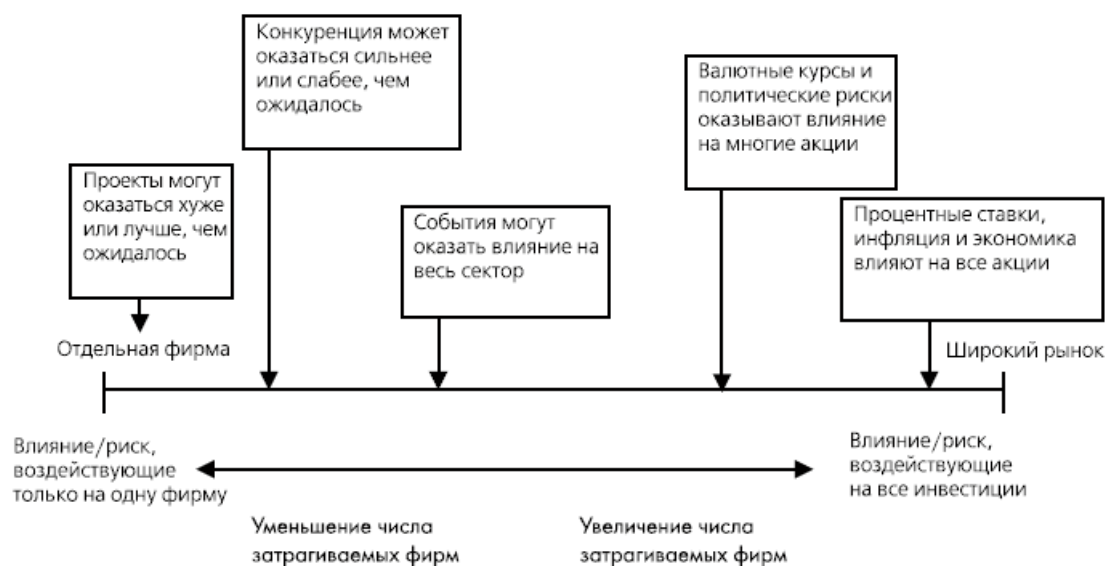 Конкуренция может
оказаться сильнее
или слабее, чем
ожидалось
Валютные курсы и
политические риски
оказывают влияние
на многие акции
Проекты могут
оказаться хуже
или лучше, чем
ожидалось
События могут
оказать влияние на
весь сектор
Процентные ставки,
инфляция и экономика
влияют на все акции
Отдельная фирма
Широкий рынок
Влияние/риск,
воздействующие
только на одну фирму
Влияние/риск,
воздействующие
на все инвестиции
Уменьшение числа
затрагиваемых фирм
Увеличение числа
затрагиваемых фирм